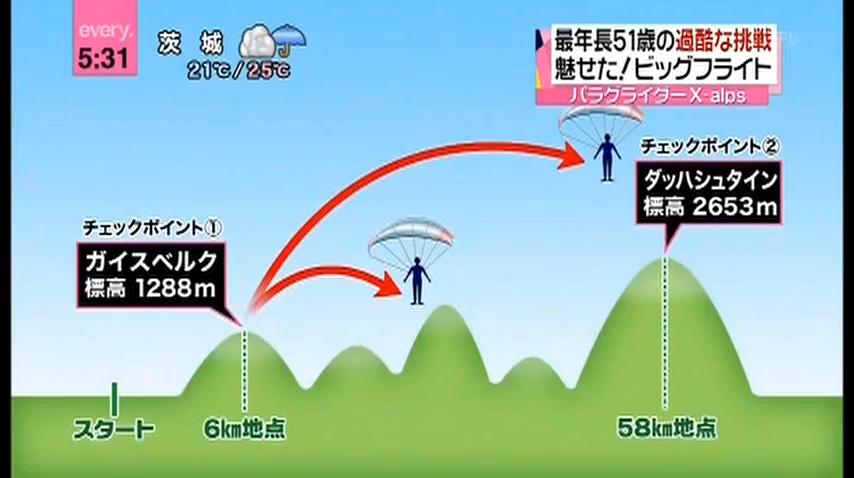 every.
5:31
茨 城
21℃/25℃
最年長51歳の過酷な挑戦
魅せた!ビッグフライト
パラグライダーX-alps
チェックポイント①
ガイスベルク
標高 1288m
チェックポイント②
ダッハシュタイン
標高 2653m
スタート
6km地点
58km地点